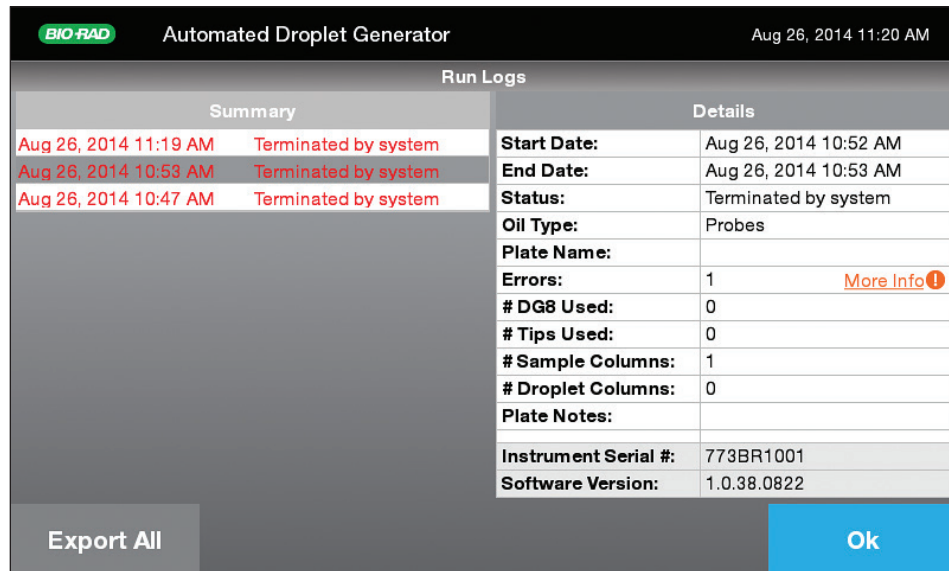 BIO-RAD Automated Droplet Generator Aug 26, 2014 11:20 AM
Run Logs
Summary
Aug 26, 2014 11:19 AM Terminated by system
Aug 26, 2014 10:53 AM Terminated by system
Aug 26, 2014 10:47 AM Terminated by system
Details
Start Date: Aug 26, 2014 10:52 AM
End Date: Aug 26, 2014 10:53 AM
Status: Terminated by system
Oil Type: Probes
Plate Name:
Errors: 1 More Info !
# DG8 Used: 0
# Tips Used: 0
# Sample Columns: 1
# Droplet Columns: 0
Plate Notes:
Instrument Serial #: 773BR1001
Software Version: 1.0.38.0822
Export All
Ok